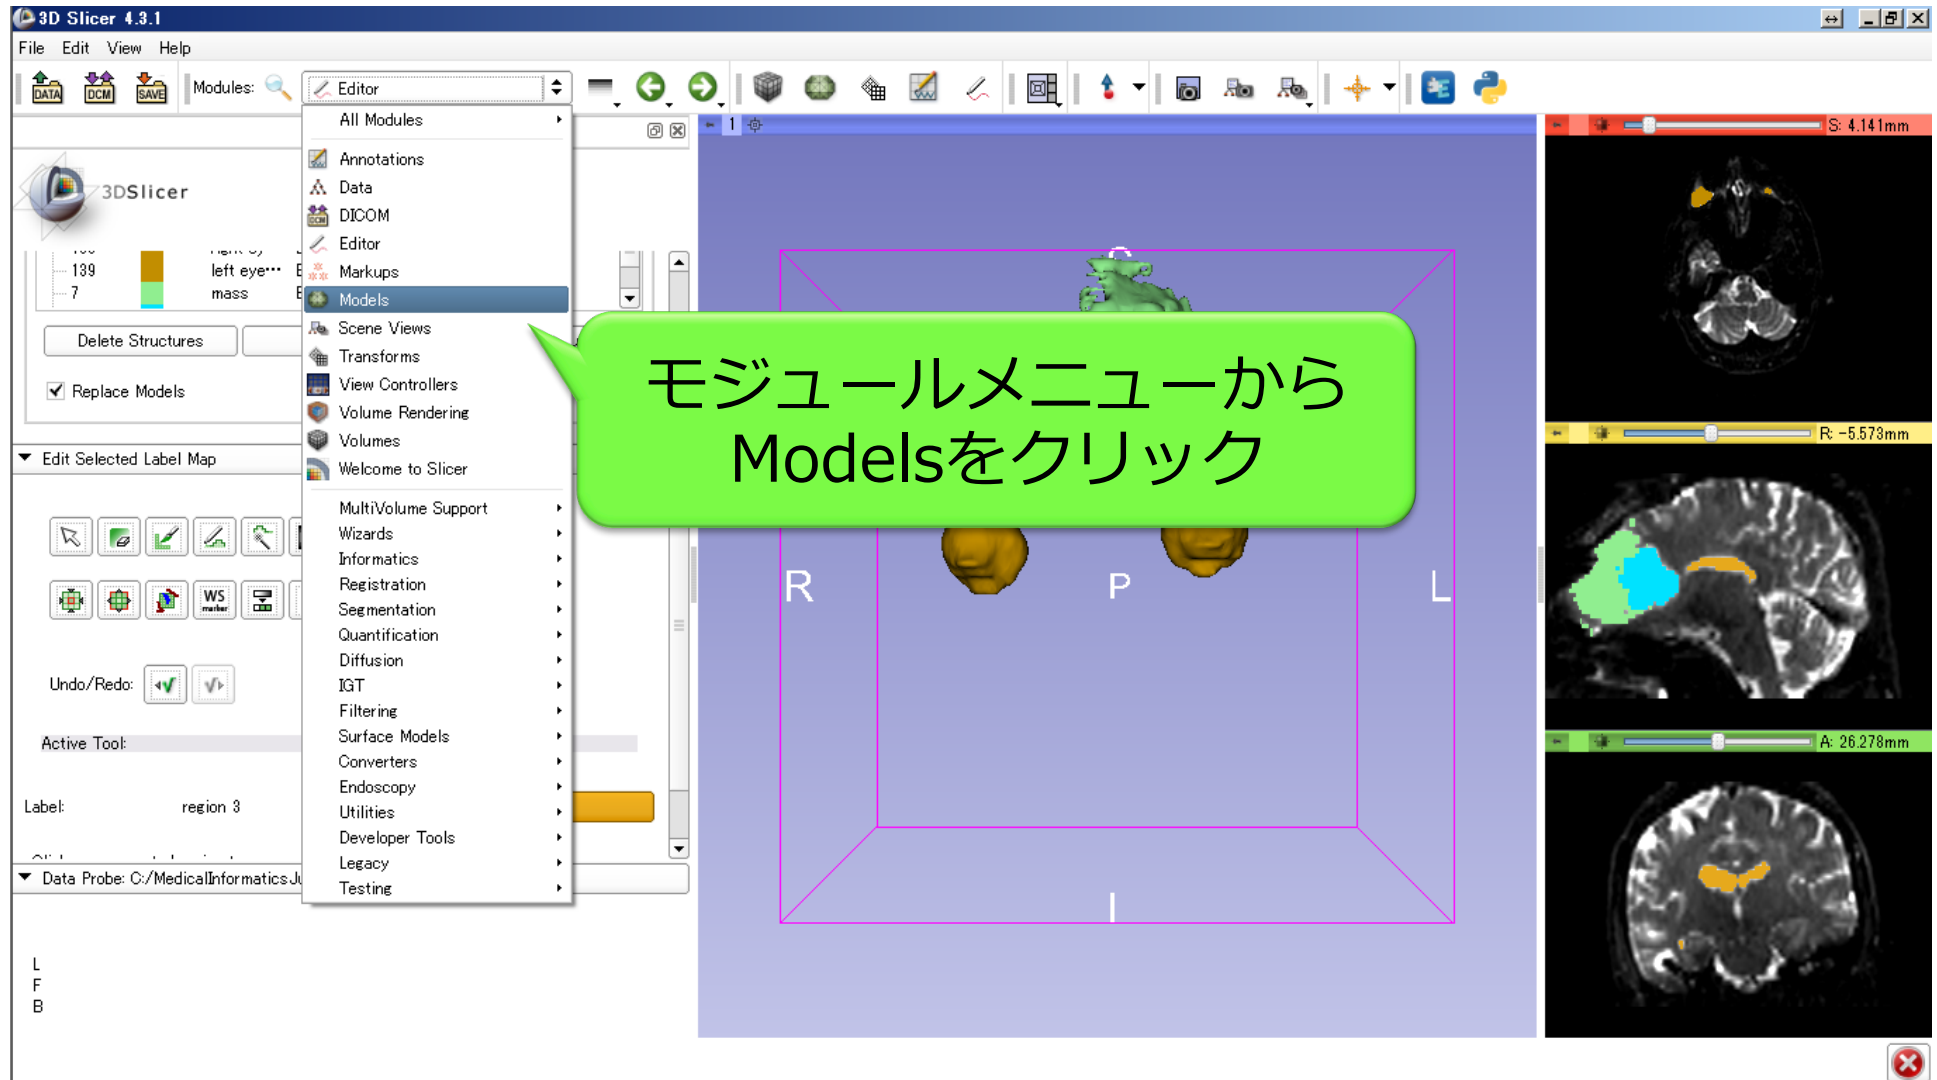 3D Slicer 4.3.1
File Edit View Help
DATA DCM SAVE Modules: Editor
All Modules
Annotations
Data
DICOM
Editor
Markups
Models
Scene Views
Transforms
View Controllers
Volume Rendering
Volumes
Welcome to Slicer
MultiVolume Support
Wizards
Informatics
Registration
Segmentation
Quantification
Diffusion
IGT
Filtering
Surface Models
Converters
Endoscopy
Utilities
Developer Tools
Legacy
Testing
3DSlicer
139 left eye…
7 mass
Delete Structures
Replace Models
Edit Selected Label Map
WS
marker
Undo/Redo:
Active Tool:
Label: region 3
Data Probe: C:/MedicalInformaticsJu
L
F
B
1
モジュールメニューから
Modelsをクリック
R P L
I
S: 4.141mm
R: -5.573mm
A: 26.278mm